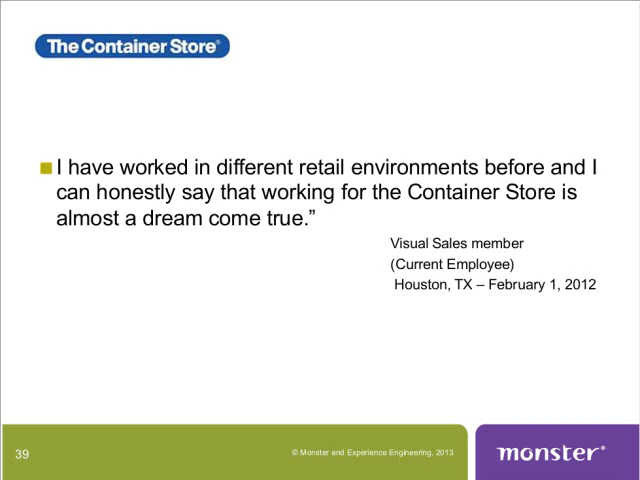 The Container Store®
I have worked in different retail environments before and I
can honestly say that working for the Container Store is
almost a dream come true.”
Visual Sales member
(Current Employee)
Houston, TX – February 1, 2012
39
© Monster and Experience Engineering, 2013
monster®